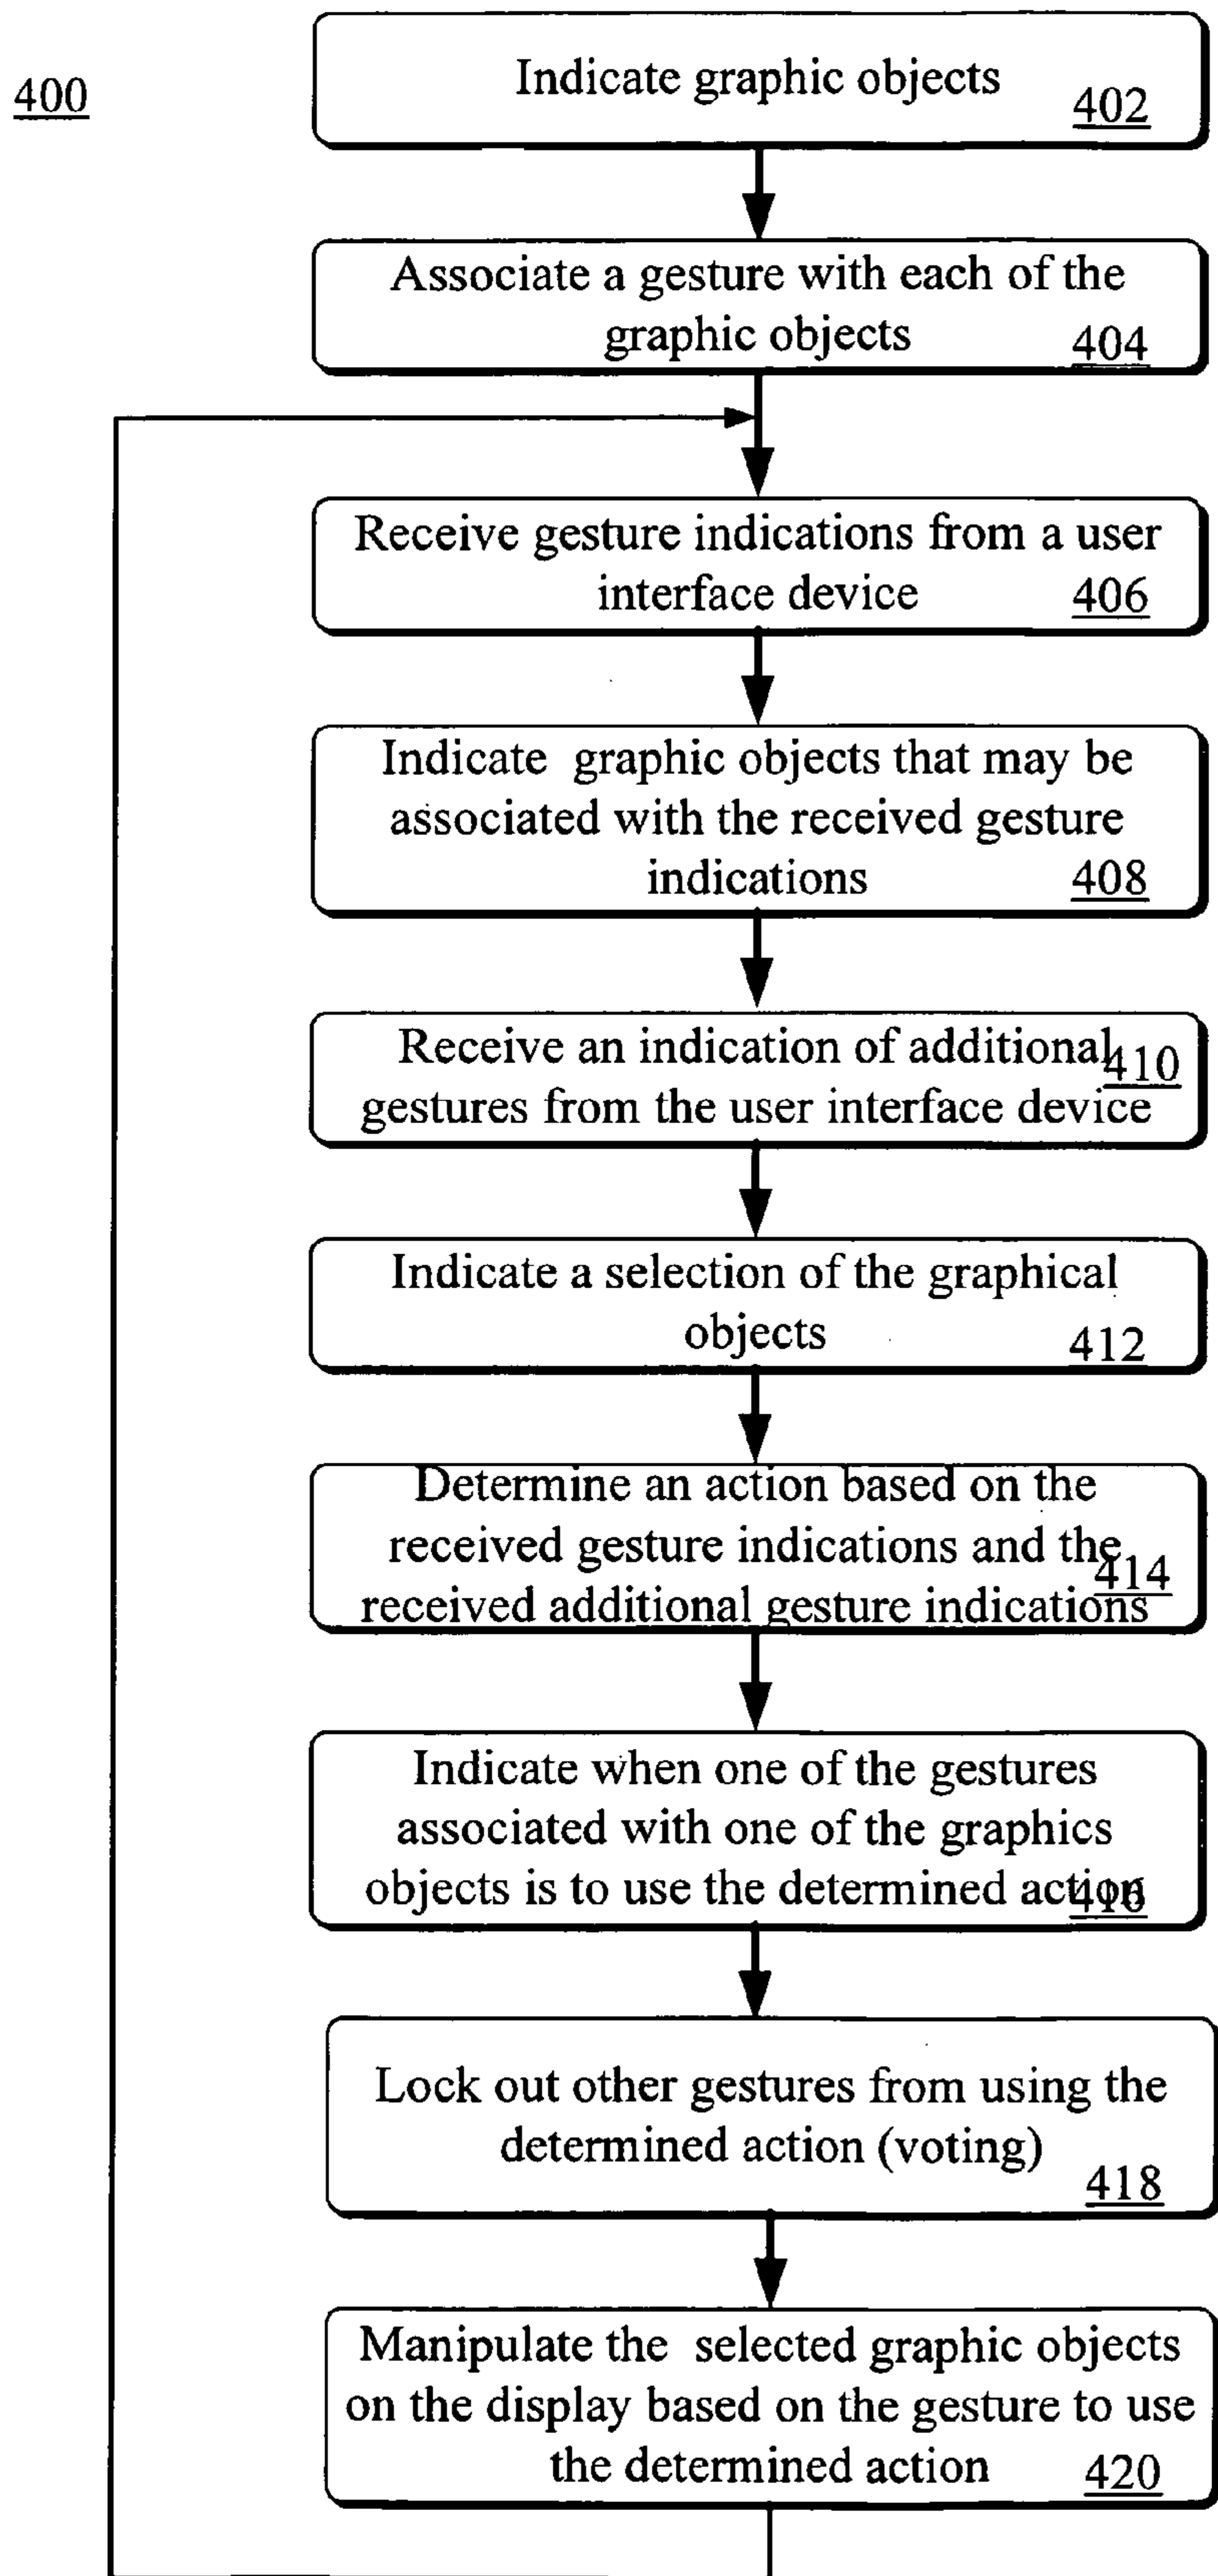 400
Indicate graphic objects
402
Associate a gesture with each of the
graphic objects 404
Receive gesture indications from a user
interface device 406
Indicate graphic objects that may be
associated with the received gesture
indications 408
Receive an indication of additional 410
gestures from the user interface device
Indicate a selection of the graphical
objects 412
Determine an action based on the
received gesture indications and the 414
received additional gesture indications
Indicate when one of the gestures
associated with one of the graphics
objects is to use the determined action 416
Lock out other gestures from using the
determined action (voting)
418
Manipulate the selected graphic objects
on the display based on the gesture to use
the determined action 420